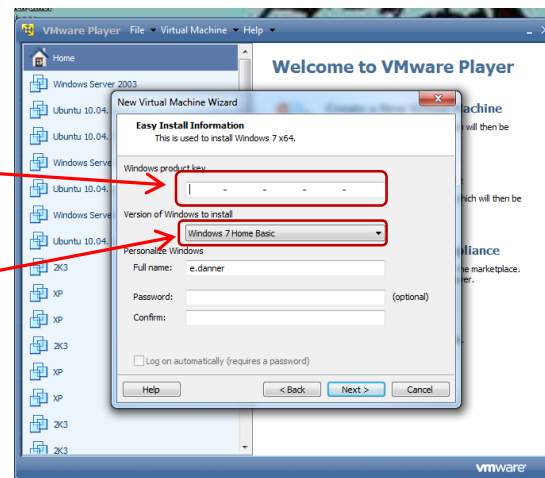 VMware Player File Virtual Machine Help
Home
Windows Server 2003
Ubuntu 10.04.
Ubuntu 10.04.
Windows Serve
Ubuntu 10.04.
Windows Serve
Ubuntu 10.04.
2K3
XP
XP
2K3
XP
XP
2K3
2K3
Welcome to VMware Player
Create a New Virtual Machine
will then be
hich will then be
liance
e marketplace.
er.
New Virtual Machine Wizard
Easy Install Information
This is used to install Windows 7 x64.
Windows product key
- - - -
Version of Windows to install
Windows 7 Home Basic
Personalize Windows
Full name: e.danner
Password: (optional)
Confirm:
Log on automatically (requires a password)
Help < Back Next > Cancel
vmware